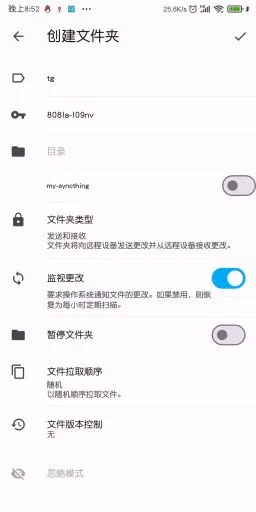 晚上8:52
25.6K/s
创建文件夹
tg
808la-l09nv
目录
my-syncthing
文件夹类型
发送和接收
文件夹将向远程设备发送更改并从远程设备接收更改。
监视更改
要求操作系统通知文件的更改。如果禁用，则恢
复为每小时定期扫描。
暂停文件夹
文件拉取顺序
随机
以随机顺序拉取文件。
文件版本控制
无
忽略模式